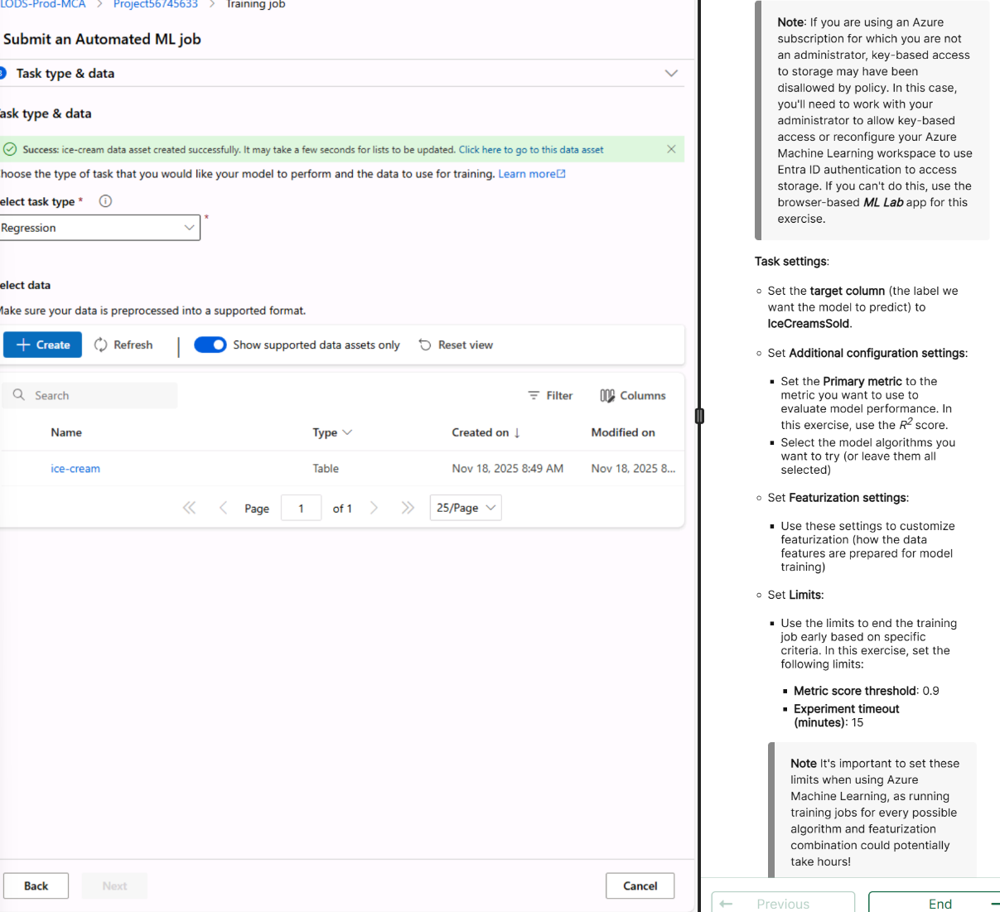 LODS-Prod-MCA > Project56745633 > Training job
Submit an Automated ML job
Task type & data
ask type & data
Success: ice-cream data asset created successfully. It may take a few seconds for lists to be updated. Click here to go to this data asset
hoose the type of task that you would like your model to perform and the data to use for training. Learn more
elect task type *
Regression
*
elect data
Make sure your data is preprocessed into a supported format.
Create
Refresh
Show supported data assets only
Reset view
Search
Filter
Columns
Name Type Created on ↓ Modified on
ice-cream Table Nov 18, 2025 8:49 AM Nov 18, 2025 8...
Page 1 of 1 25/Page
Back
Next
Cancel
Note: If you are using an Azure
subscription for which you are not
an administrator, key-based access
to storage may have been
disallowed by policy. In this case,
you'll need to work with your
administrator to allow key-based
access or reconfigure your Azure
Machine Learning workspace to use
Entra ID authentication to access
storage. If you can't do this, use the
browser-based ML Lab app for this
exercise.
Task settings:
Set the target column (the label we
want the model to predict) to
IceCreamsSold.
Set Additional configuration settings:
Set the Primary metric to the
metric you want to use to
evaluate model performance. In
this exercise, use the R² score.
Select the model algorithms you
want to try (or leave them all
selected)
Set Featurization settings:
Use these settings to customize
featurization (how the data
features are prepared for model
training)
Set Limits:
Use the limits to end the training
job early based on specific
criteria. In this exercise, set the
following limits:
Metric score threshold: 0.9
Experiment timeout
(minutes): 15
Note It's important to set these
limits when using Azure
Machine Learning, as running
training jobs for every possible
algorithm and featurization
combination could potentially
take hours!
← Previous
End